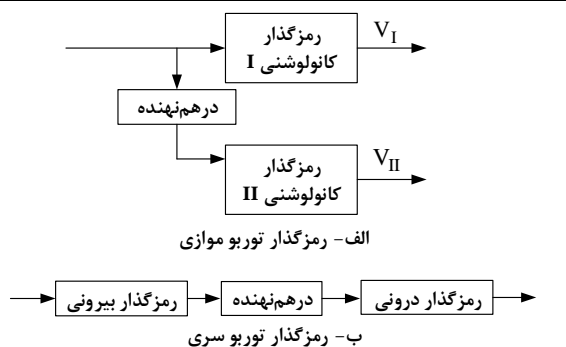 رمزگذار
کانولوشنی I
V_I
درهم‌نهنده
رمزگذار
کانولوشنی II
V_II
الف- رمزگذار توربو موازی
رمزگذار بیرونی
درهم‌نهنده
رمزگذار درونی
ب- رمزگذار توربو سری